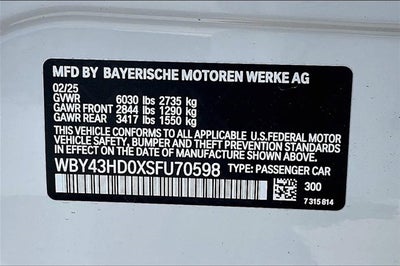 MFD BY BAYERISCHE MOTOREN WERKE AG
02/25
GVWR 6030 lbs 2735 kg
GAWR FRONT 2844 lbs 1290 kg
GAWR REAR 3417 lbs 1550 kg
THIS VEHICLE CONFORMS TO ALL APPLICABLE U.S.FEDERAL MOTOR
VEHICLE SAFETY, BUMPER AND THEFT PREVENTION STANDARDS
IN EFFECT ON THE DATE OF MANUFACTURE SHOWN ABOVE.
WBY43HD0XSFU70598 TYPE: PASSENGER CAR
300
7 315 814